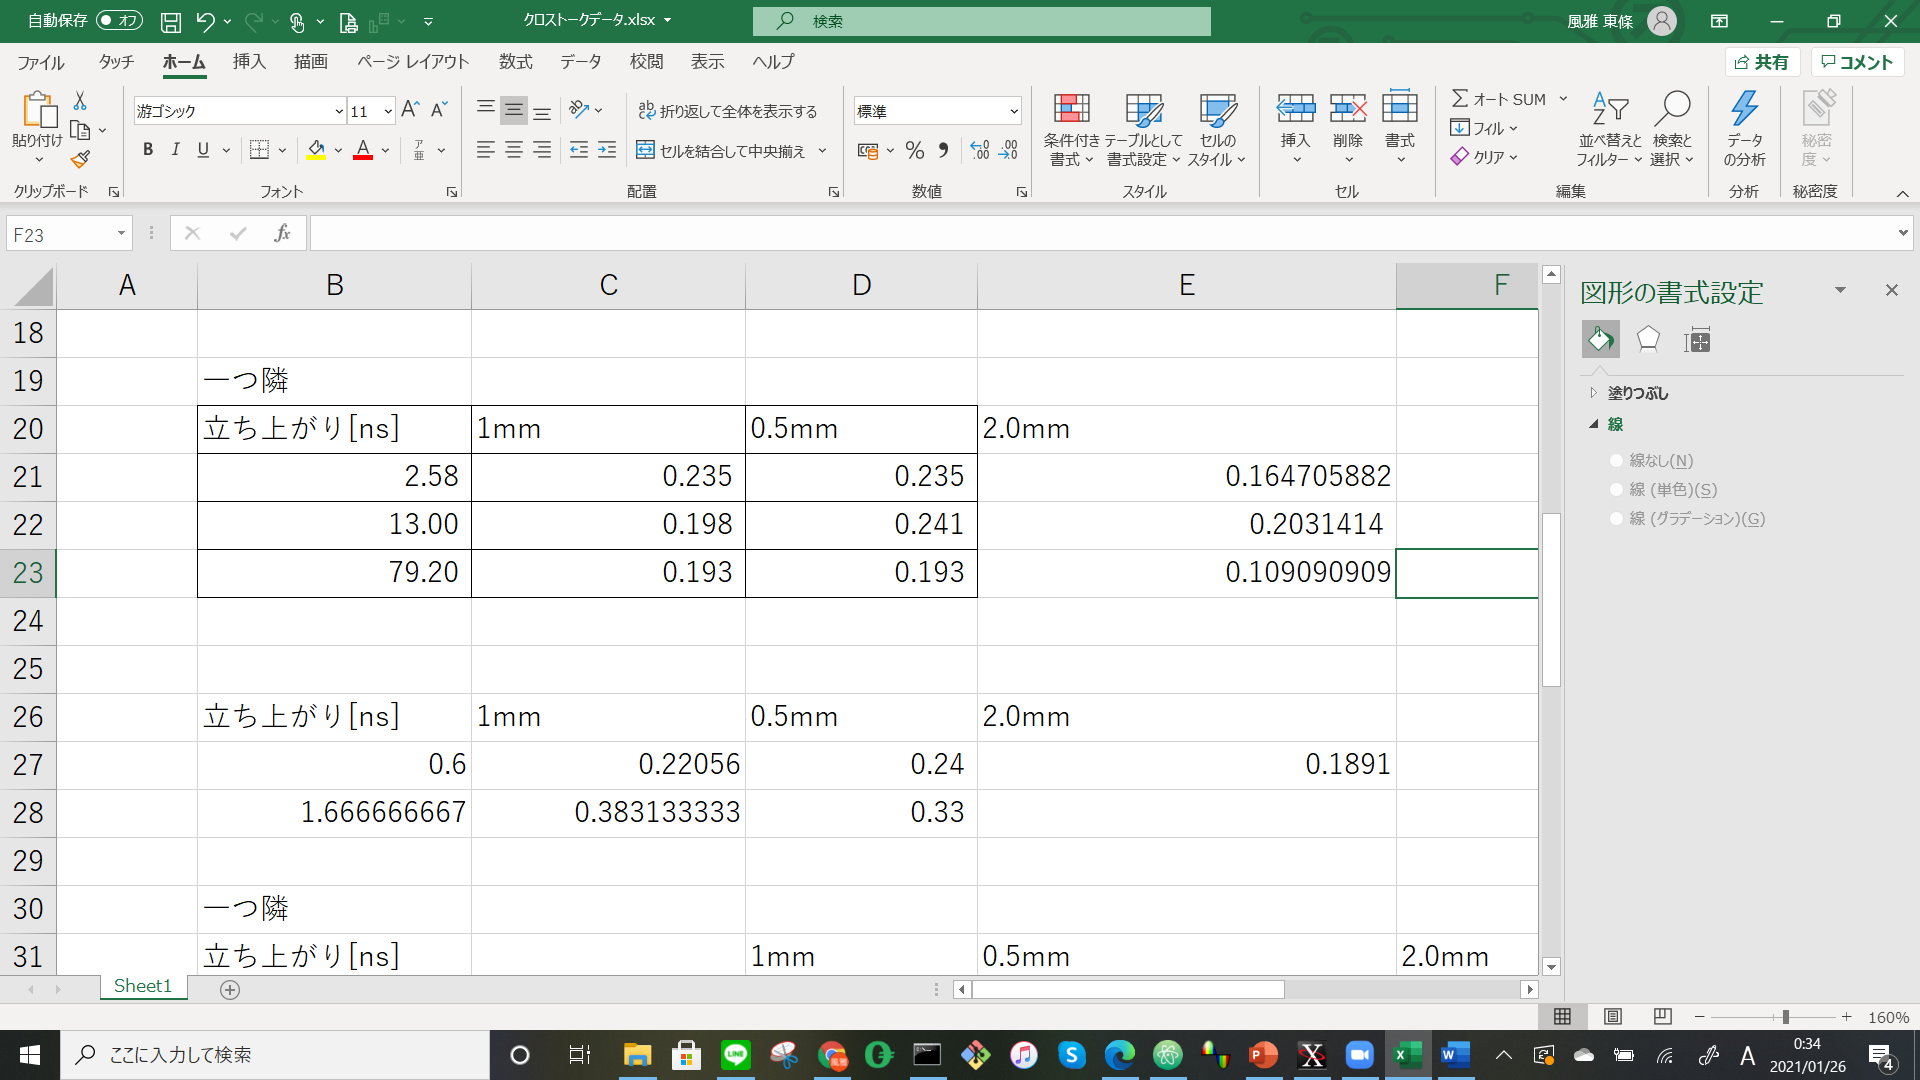 自動保存 オフ クロストークデータ.xlsx 検索 風雅 東條
ファイル タッチ ホーム 挿入 描画 ページ レイアウト 数式 データ 校閲 表示 ヘルプ 共有 コメント
貼り付け 游ゴシック 11 A A 折り返して全体を表示する 標準 条件付き書式 テーブルとして書式設定 セルのスタイル 挿入 削除 書式 オート SUM 並べ替えとフィルター 検索と選択 データの分析 秘密度
フィル
B I U A ア亜 セルを結合して中央揃え % クリア
クリップボード フォント 配置 数値 スタイル セル 編集 分析 秘密度
F23 fx
A B C D E F
18
19 一つ隣
20 立ち上がり[ns] 1mm 0.5mm 2.0mm
21 2.58 0.235 0.235 0.164705882
22 13.00 0.198 0.241 0.2031414
23 79.20 0.193 0.193 0.109090909
24
25
26 立ち上がり[ns] 1mm 0.5mm 2.0mm
27 0.6 0.22056 0.24 0.1891
28 1.666666667 0.383133333 0.33
29
30 一つ隣
31 立ち上がり[ns] 1mm 0.5mm 2.0mm
図形の書式設定
塗りつぶし
線
線なし(N)
線 (単色)(S)
線 (グラデーション)(G)
Sheet1
160%
ここに入力して検索
A 0:34
2021/01/26
4